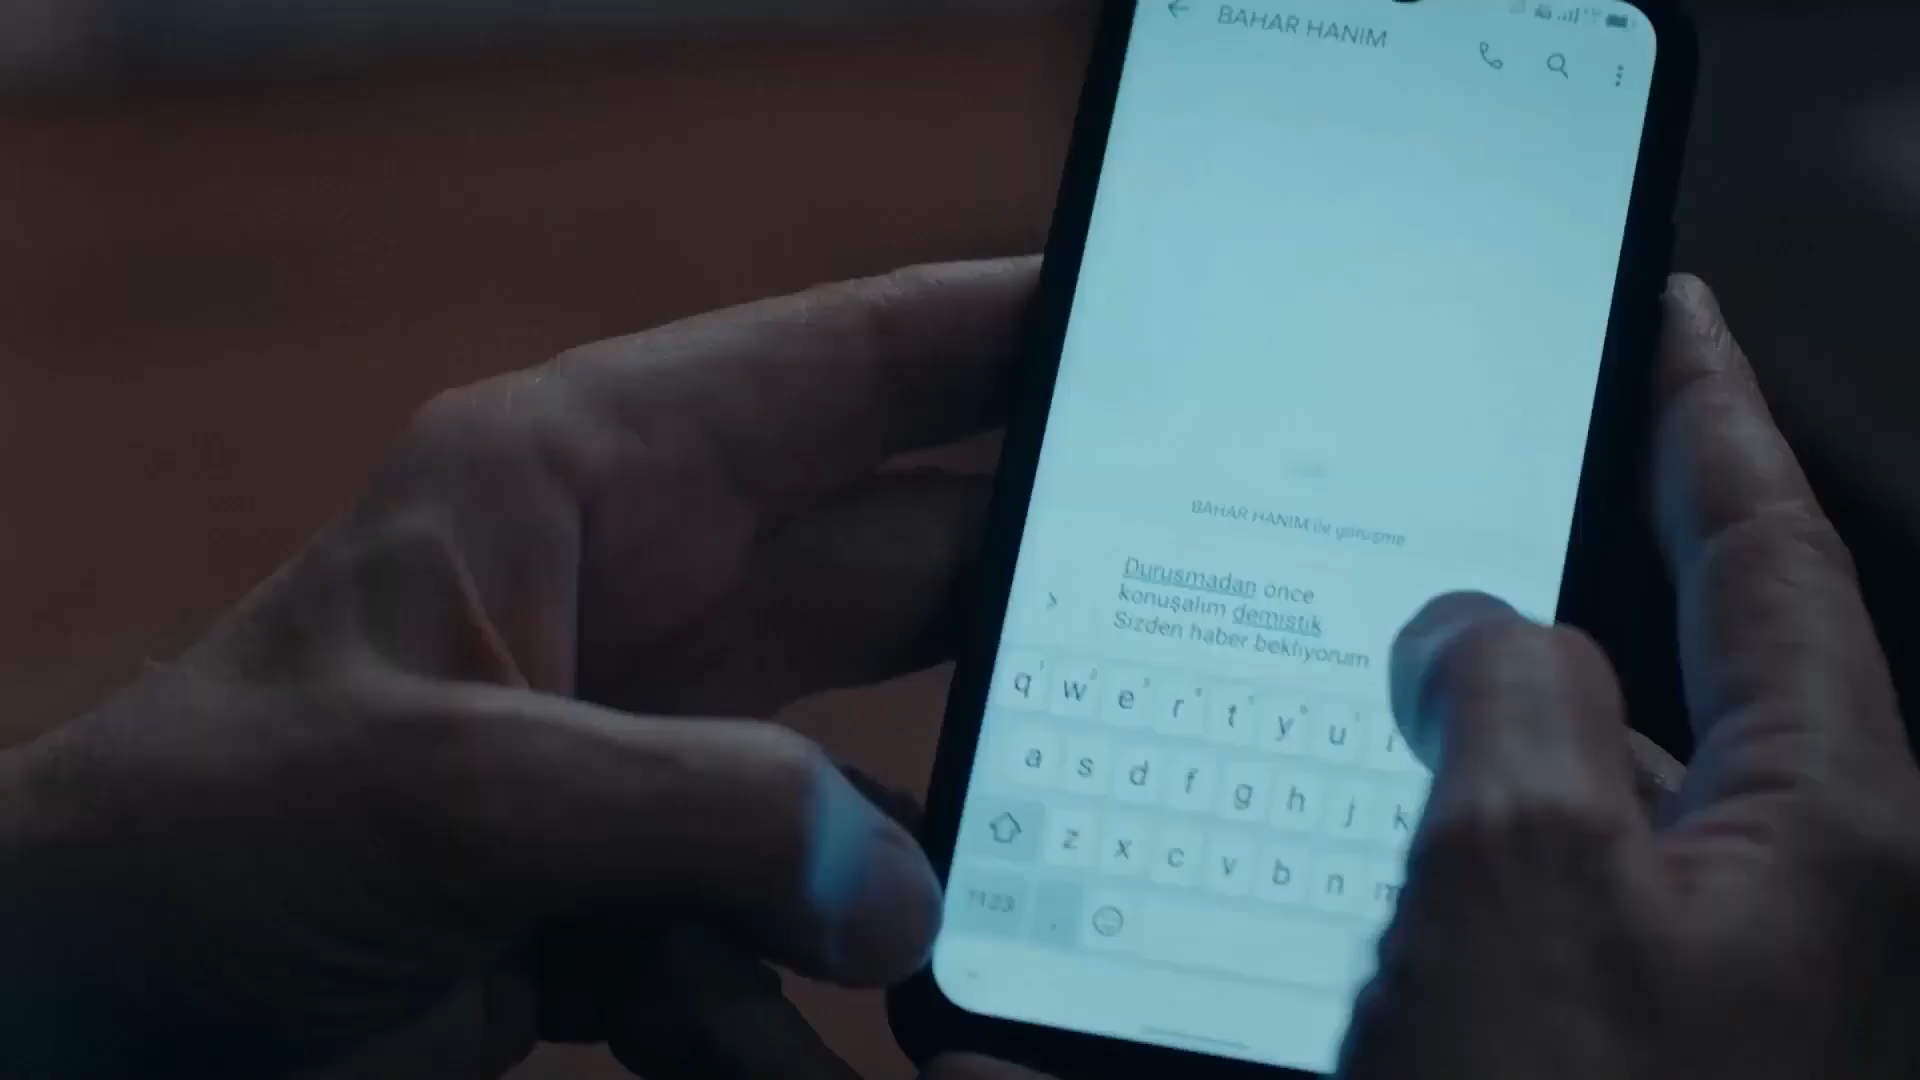 BAHAR HANIM
BAHAR HANIM ile görüşme
Durusmadan once
konuşalım demistik
Sizden haber bekliyorum
q w e r t y u i
a s d f g h j k
z x c v b n m
?123 .